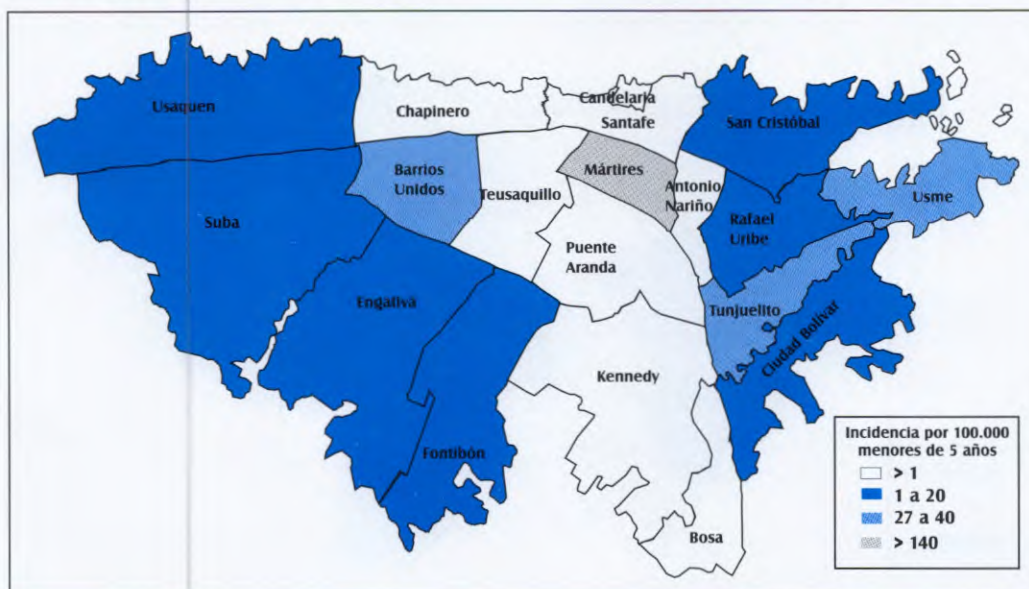 Usaquen
Chapinero
Candelaria
Santafe
San Cristóbal
Barrios
Unidos
Teusaquillo
Mártires
Antonio
Nariño
Usme
Suba
Rafael
Uribe
Puente
Aranda
Engativá
Tunjuelito
Ciudad Bolívar
Kennedy
Fontibón
Bosa
Incidencia por 100.000
menores de 5 años
> 1
1 a 20
27 a 40
> 140